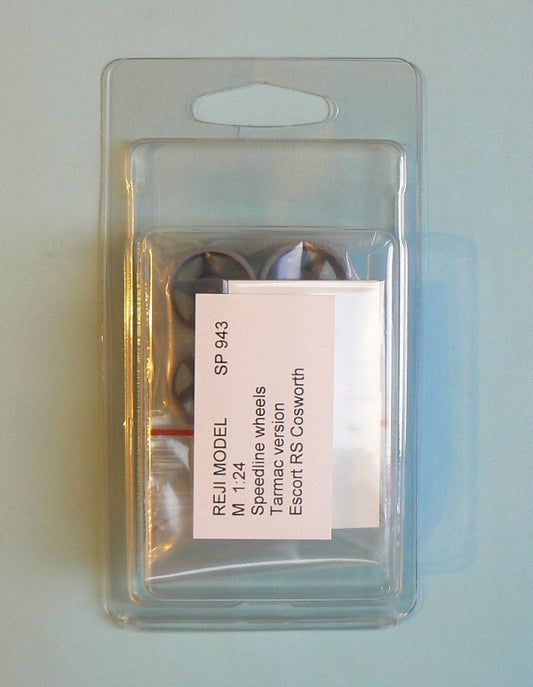 REJI MODEL SP 943
M 1:24
Speedline wheels
Tarmac version
Escort RS Cosworth